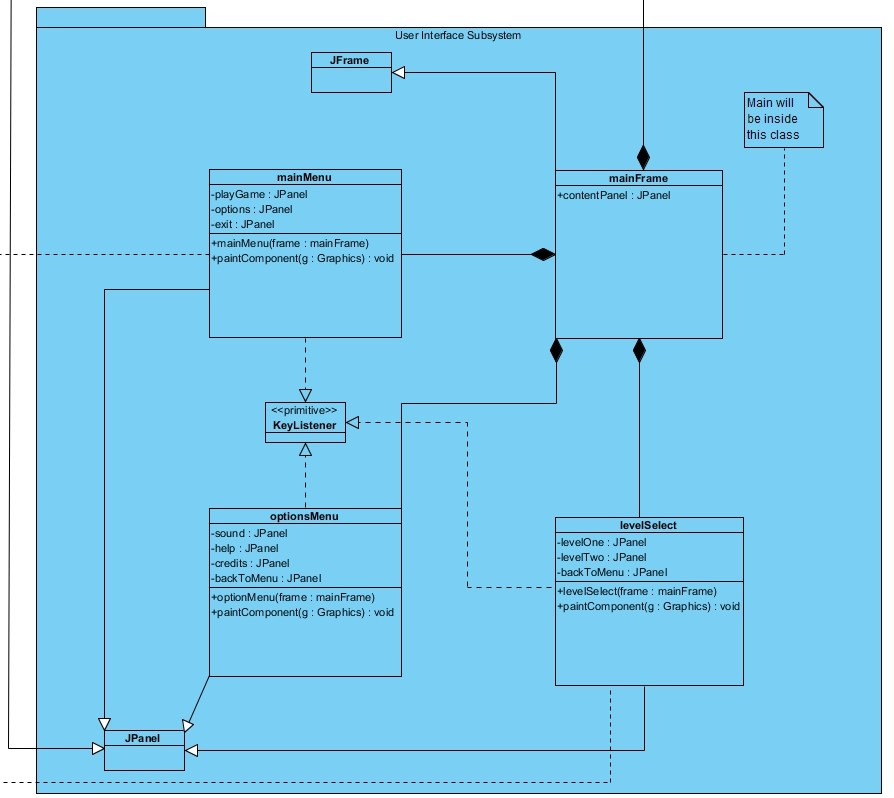 User Interface Subsystem
JFrame
Main will
be inside
this class
mainMenu
-playGame : JPanel
-options : JPanel
-exit : JPanel
+mainMenu(frame : mainFrame)
+paintComponent(g : Graphics) : void
mainFrame
+contentPanel : JPanel
<<primitive>>
KeyListener
optionsMenu
-sound : JPanel
-help : JPanel
-credits : JPanel
-backToMenu : JPanel
+optionMenu(frame : mainFrame)
+paintComponent(g : Graphics) : void
levelSelect
-levelOne : JPanel
-levelTwo : JPanel
-backToMenu : JPanel
+levelSelect(frame : mainFrame)
+paintComponent(g : Graphics) : void
JPanel